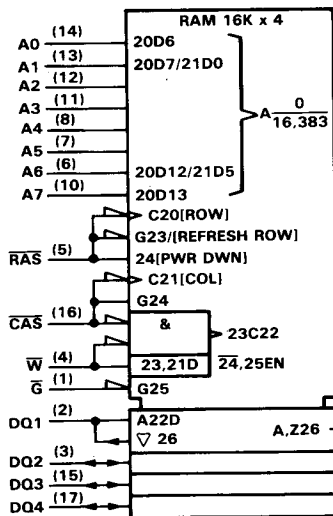 RAM 16K x 4
A0 (14) 20D6
A1 (13) 20D7/21D0
A2 (12)
A3 (11)
A 0
16,383
A4 (8)
A5 (7)
A6 (6) 20D12/21D5
A7 (10) 20D13
C20[ROW]
G23/[REFRESH ROW]
RAS (5) 24[PWR DWN]
C21[COL]
G24
CAS (16) &
23C22
W (4) 23,21D 24,25EN
G (1) G25
DQ1 (2) A22D
▽ 26 A,Z26
DQ2 (3)
DQ3 (15)
DQ4 (17)